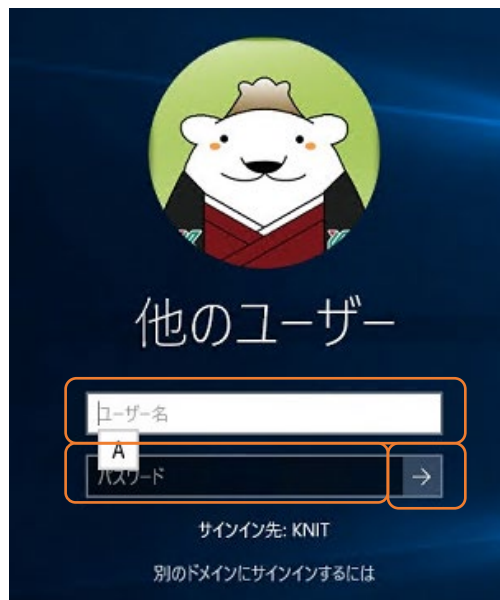 他のユーザー
ユーザー名
A
パスワード
サインイン先: KNIT
別のドメインにサインインするには